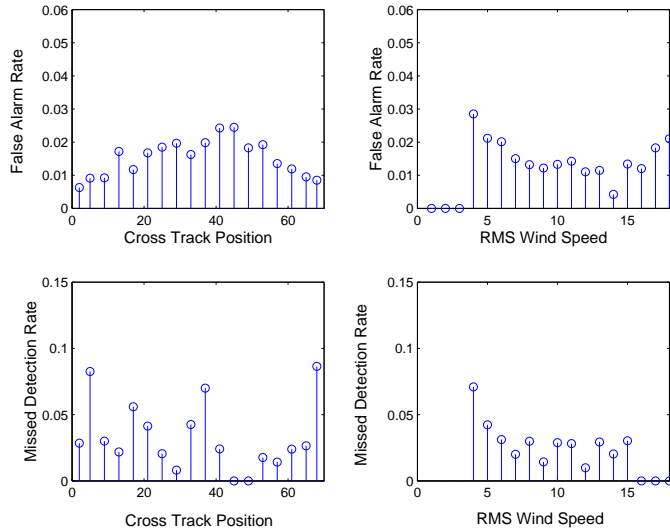 0.06
0.05
0.04
0.03
0.02
0.01
0
False Alarm Rate
0 20 40 60
Cross Track Position
0.06
0.05
0.04
0.03
0.02
0.01
0
False Alarm Rate
0 5 10 15
RMS Wind Speed
0.15
0.1
0.05
0
Missed Detection Rate
0 20 40 60
Cross Track Position
0.15
0.1
0.05
0
Missed Detection Rate
0 5 10 15
RMS Wind Speed